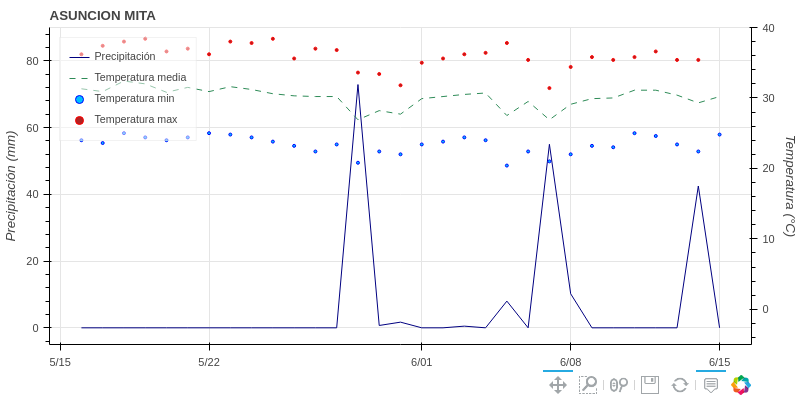 ASUNCION MITA
Precipitación
Temperatura media
Temperatura min
Temperatura max
Precipitación (mm)
80
60
40
20
0
Temperatura (°C)
40
30
20
10
0
5/15
5/22
6/01
6/08
6/15